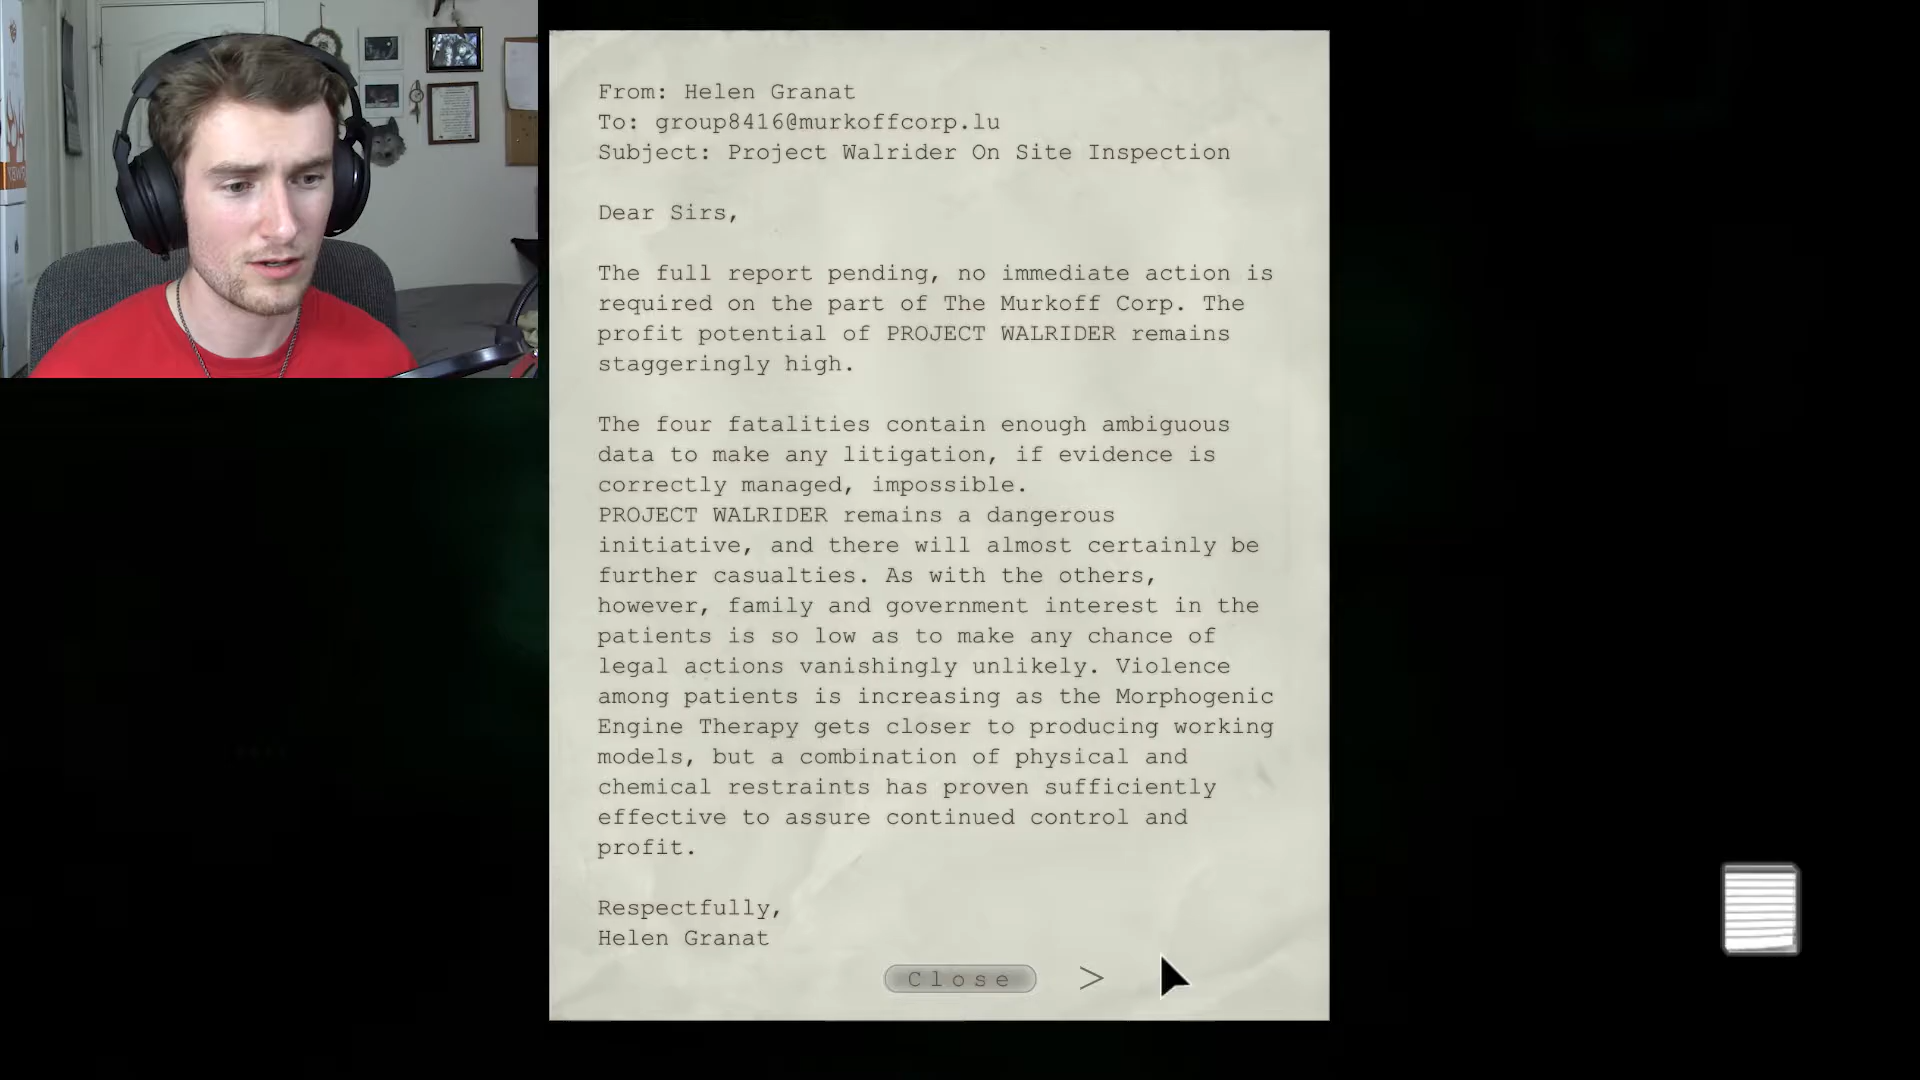 From: Helen Granat
To: group8416@murkoffcorp.lu
Subject: Project Walrider On Site Inspection
Dear Sirs,
The full report pending, no immediate action is
required on the part of The Murkoff Corp. The
profit potential of PROJECT WALRIDER remains
staggeringly high.
The four fatalities contain enough ambiguous
data to make any litigation, if evidence is
correctly managed, impossible.
PROJECT WALRIDER remains a dangerous
initiative, and there will almost certainly be
further casualties. As with the others,
however, family and government interest in the
patients is so low as to make any chance of
legal actions vanishingly unlikely. Violence
among patients is increasing as the Morphogenic
Engine Therapy gets closer to producing working
models, but a combination of physical and
chemical restraints has proven sufficiently
effective to assure continued control and
profit.
Respectfully,
Helen Granat
Close >